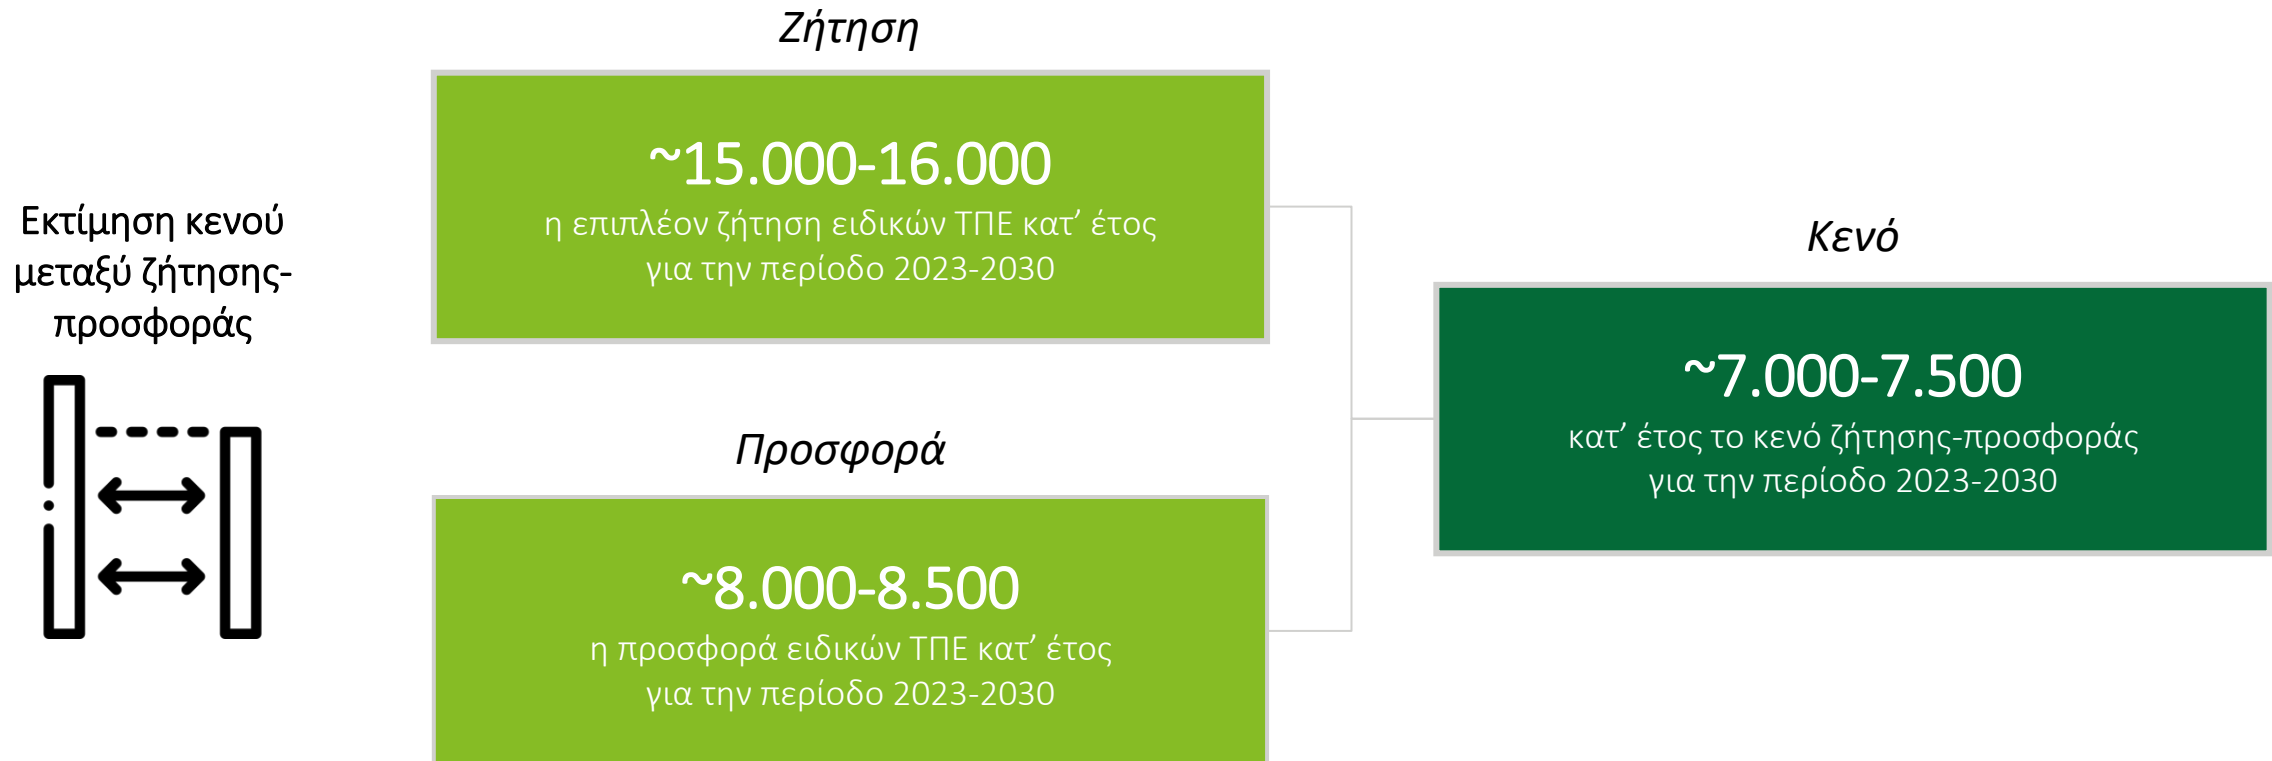 Εκτίμηση κενού
μεταξύ ζήτησης-
προσφοράς
Ζήτηση
~15.000-16.000
η επιπλέον ζήτηση ειδικών ΤΠΕ κατ’ έτος
για την περίοδο 2023-2030
Προσφορά
~8.000-8.500
η προσφορά ειδικών ΤΠΕ κατ’ έτος
για την περίοδο 2023-2030
Κενό
~7.000-7.500
κατ’ έτος το κενό ζήτησης-προσφοράς
για την περίοδο 2023-2030